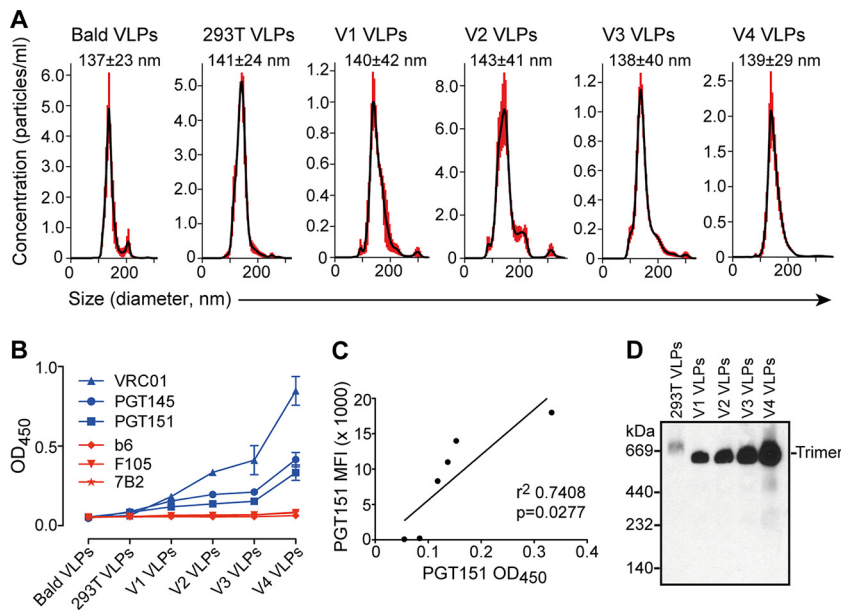 A
Bald VLPs 293T VLPs V1 VLPs V2 VLPs V3 VLPs V4 VLPs
137±23 nm 141±24 nm 140±42 nm 143±41 nm 138±40 nm 139±29 nm
Concentration (particles/ml)
6.0 5.0 4.0 3.0 2.0 1.0 0
5.0 4.0 3.0 2.0 1.0 0
1.2 1.0 0.8 0.6 0.4 0.2 0
8.0 6.0 4.0 2.0 0
1.2 1.0 0.8 0.6 0.4 0.2 0
2.5 2.0 1.5 1.0 0.5 0
0 200 0 200 0 200 0 200 0 200 0 200
Size (diameter, nm)
B
OD450
1.0
0.5
0.0
VRC01
PGT145
PGT151
b6
F105
7B2
Bald VLPs 293T VLPs V1 VLPs V2 VLPs V3 VLPs V4 VLPs
C
PGT151 MFI (x 1000)
20
15
10
5
0
r2 0.7408
p=0.0277
0 0.1 0.2 0.3 0.4
PGT151 OD450
D
293T VLPs V1 VLPs V2 VLPs V3 VLPs V4 VLPs
kDa
669
Trimer
440
232
140